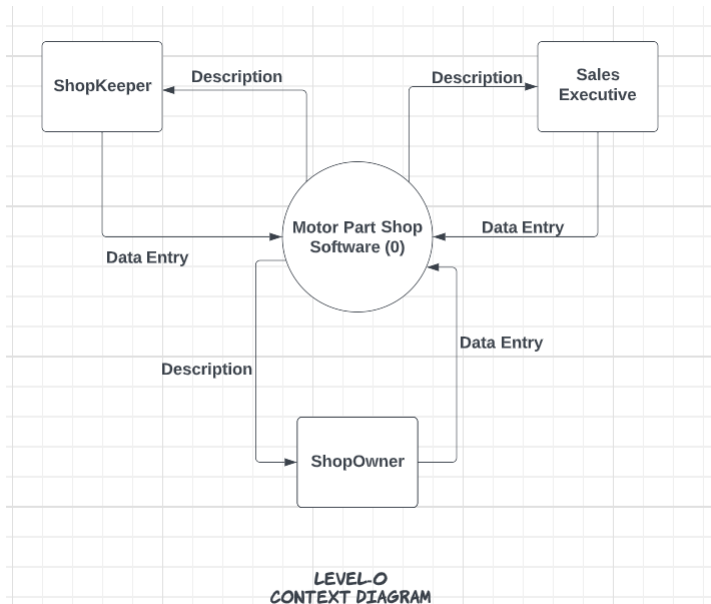 ShopKeeper
Description
Description
Sales
Executive
Motor Part Shop
Software (0)
Data Entry
Data Entry
Description
Data Entry
ShopOwner
LEVEL-0
CONTEXT DIAGRAM